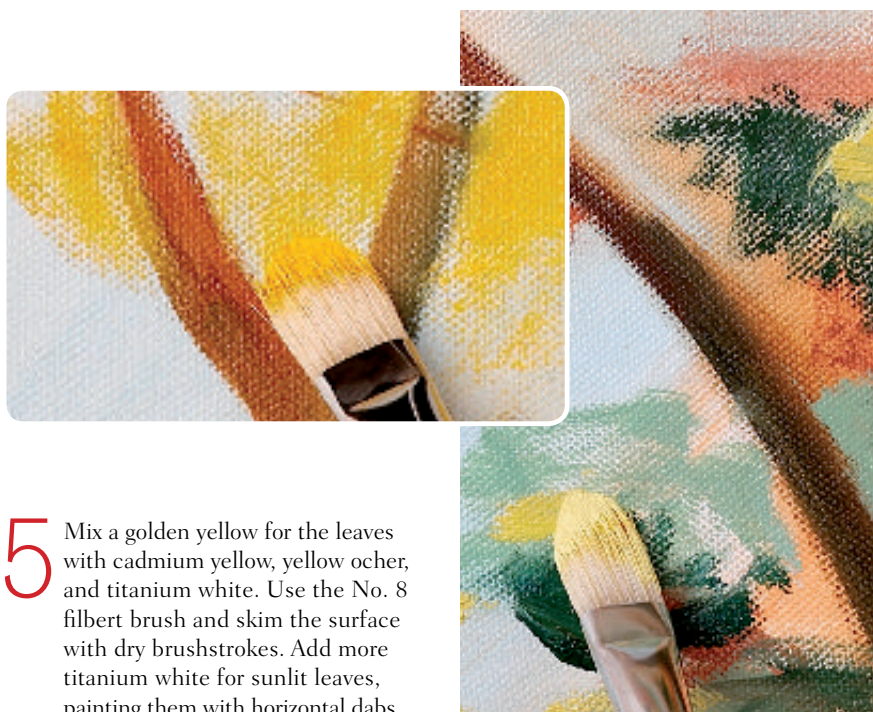 5
Mix a golden yellow for the leaves
with cadmium yellow, yellow ocher,
and titanium white. Use the No. 8
filbert brush and skim the surface
with dry brushstrokes. Add more
titanium white for sunlit leaves,
painting them with horizontal dabs